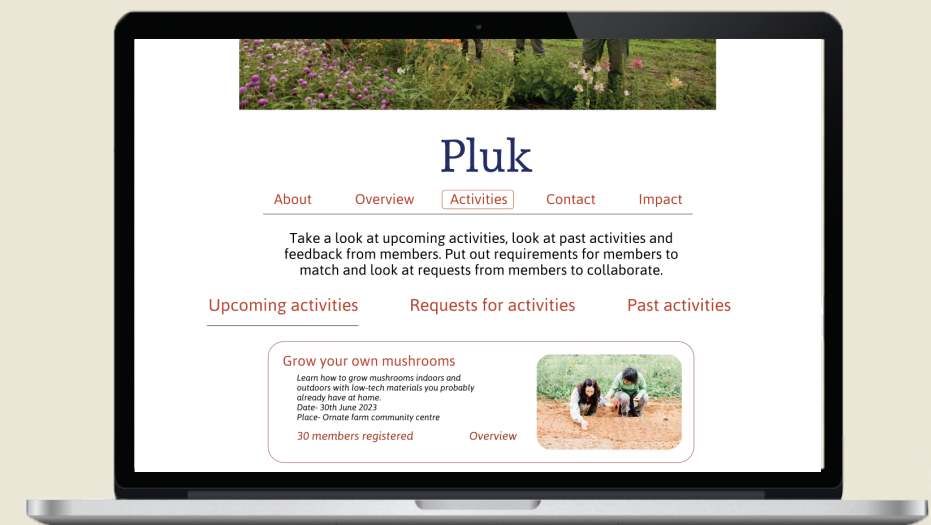 Pluk
About Overview Activities Contact Impact
Take a look at upcoming activities, look at past activities and
feedback from members. Put out requirements for members to
match and look at requests from members to collaborate.
Upcoming activities Requests for activities Past activities
Grow your own mushrooms
Learn how to grow mushrooms indoors and
outdoors with low-tech materials you probably
already have at home.
Date- 30th June 2023
Place- Ornate farm community centre
30 members registered Overview